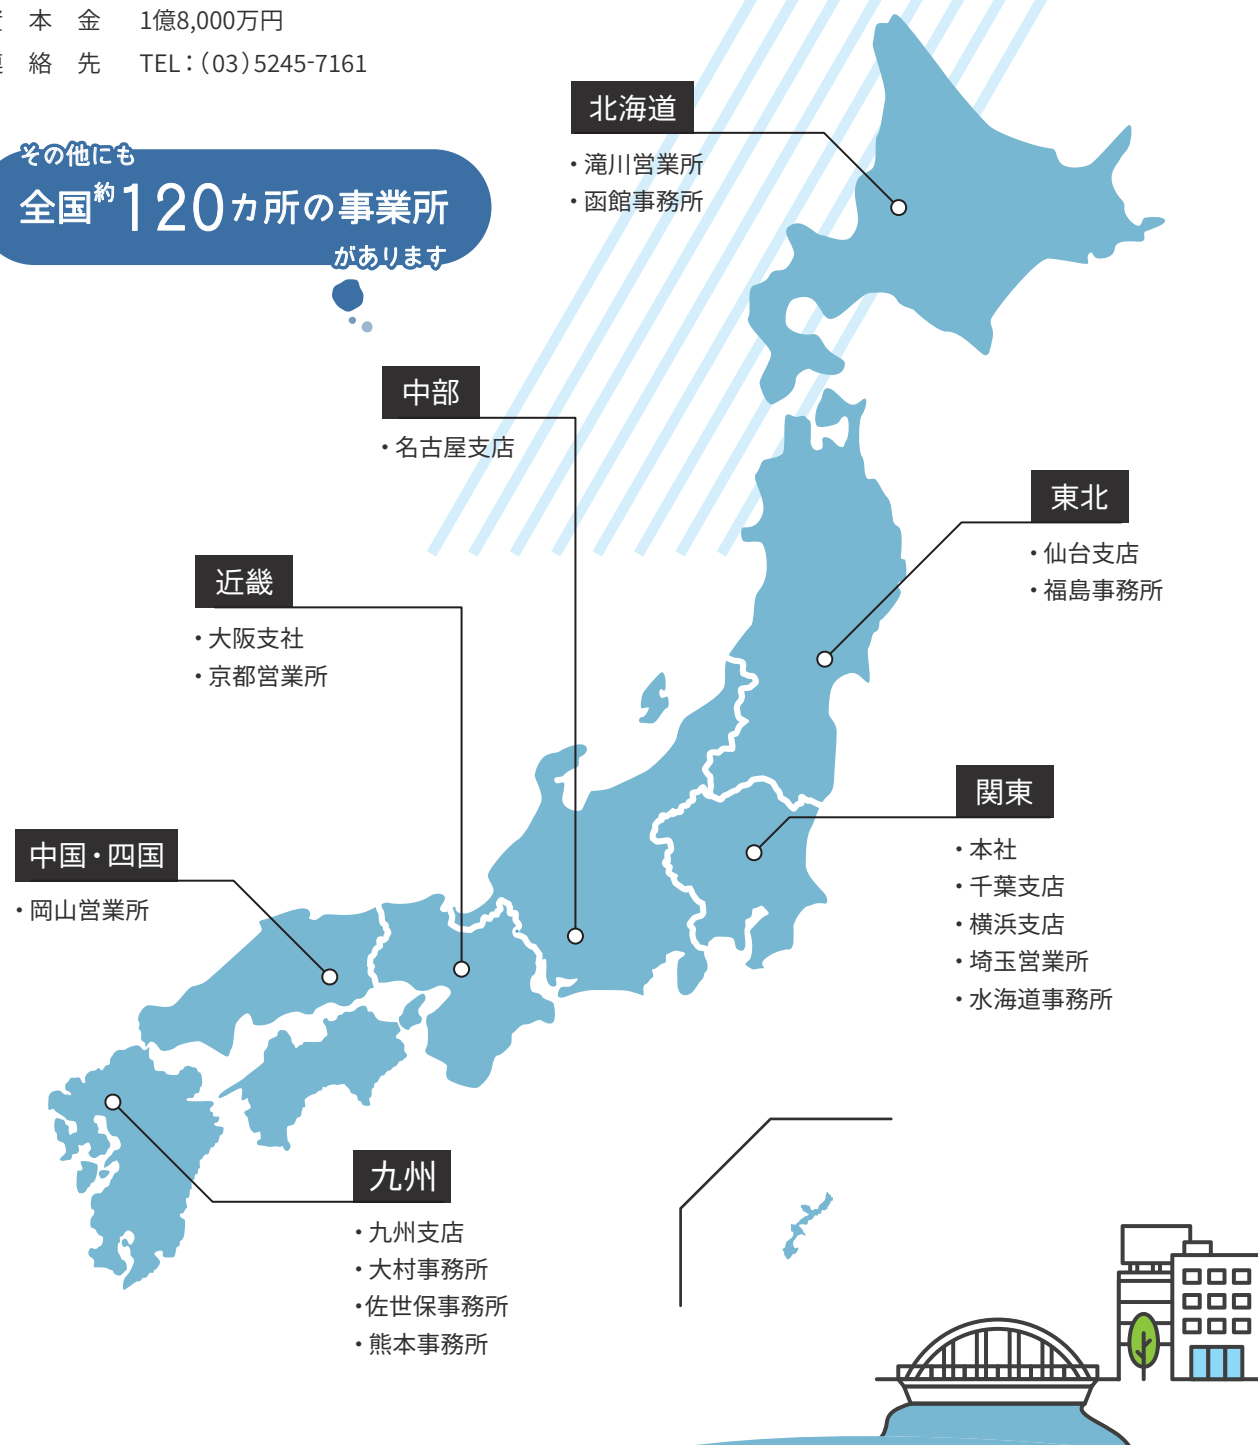 本 金 1億8,000万円
絡 先 TEL：（03）5245-7161
その他にも
全国約120ヵ所の事業所
があります
北海道
・滝川営業所
・函館事務所
中部
・名古屋支店
東北
・仙台支店
・福島事務所
近畿
・大阪支社
・京都営業所
関東
・本社
・千葉支店
・横浜支店
・埼玉営業所
・水海道事務所
中国・四国
・岡山営業所
九州
・九州支店
・大村事務所
・佐世保事務所
・熊本事務所